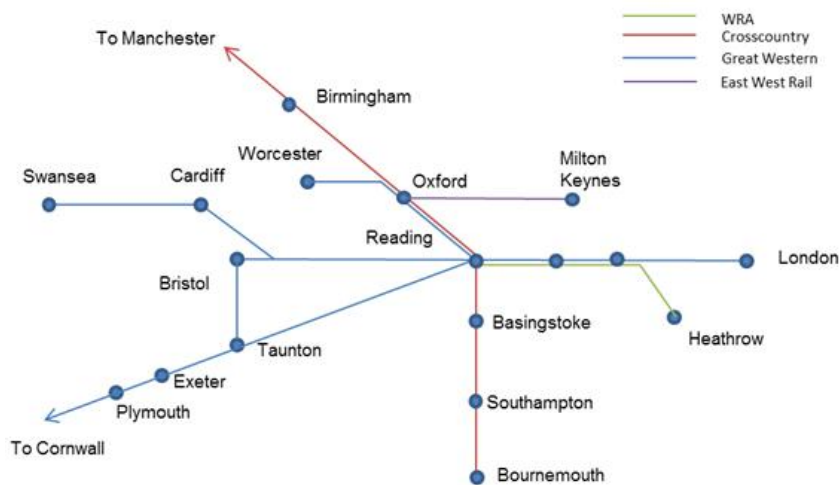 WRA
To Manchester
Crosscountry
Great Western
East West Rail
Birmingham
Worcester
Milton
Keynes
Swansea
Cardiff
Oxford
Reading
London
Bristol
Basingstoke
Heathrow
Taunton
Exeter
Plymouth
Southampton
To Cornwall
Bournemouth